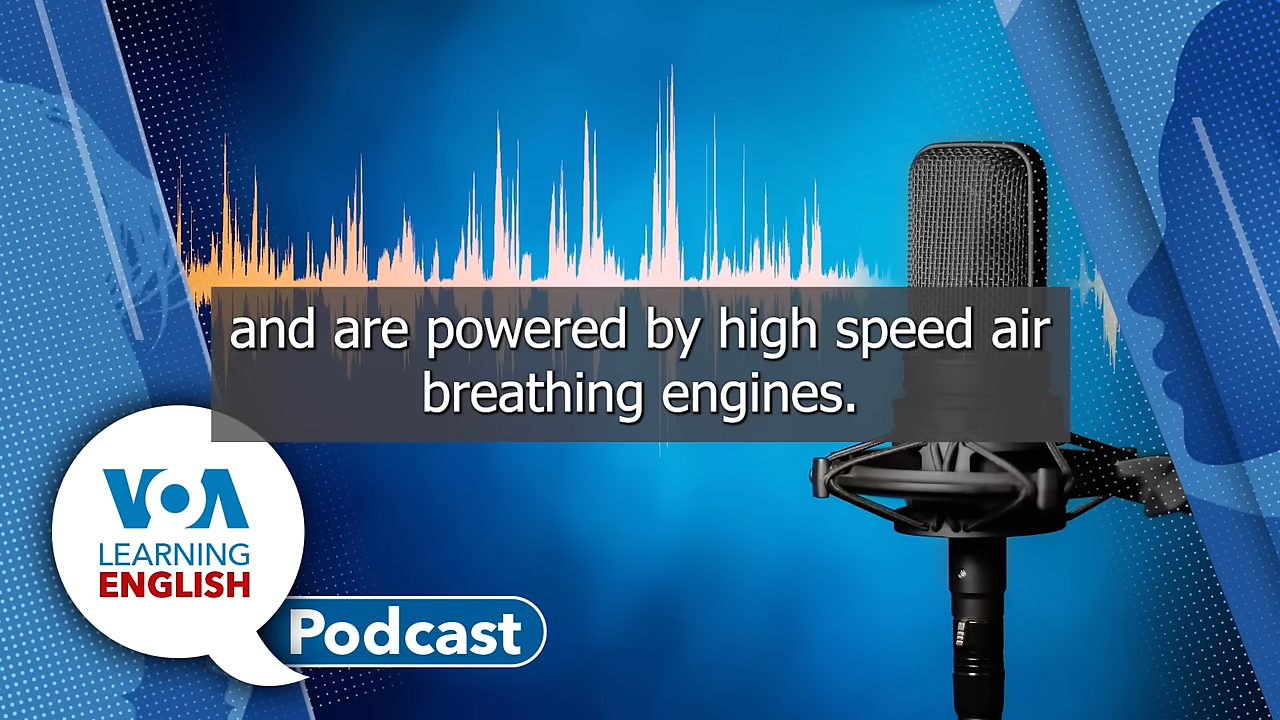 and are powered by high speed air
breathing engines.
VOA
LEARNING
ENGLISH
Podcast